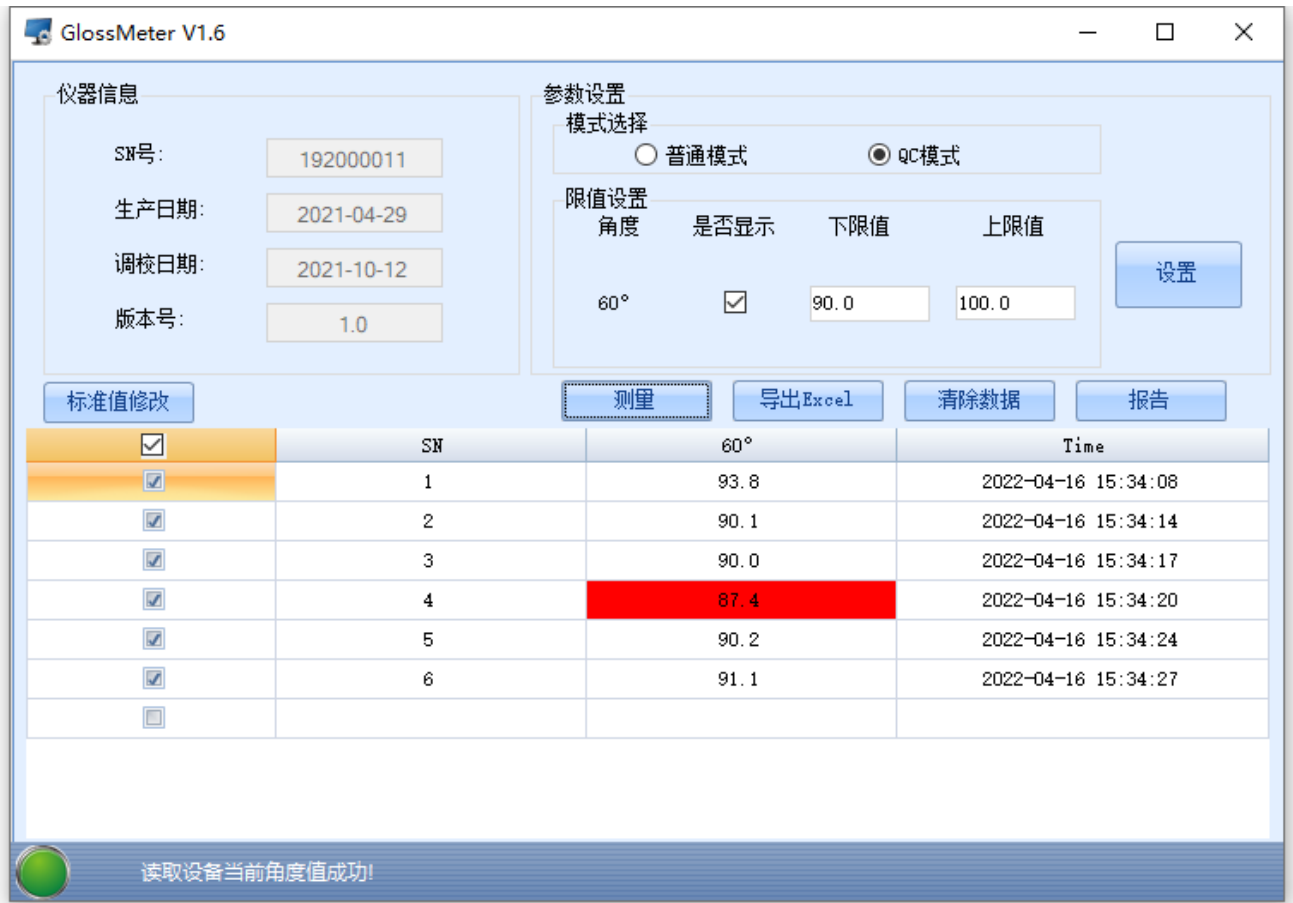 GlossMeter V1.6
仪器信息
SN号: 192000011
生产日期: 2021-04-29
调校日期: 2021-10-12
版本号: 1.0
参数设置
模式选择
普通模式 QC模式
限值设置
角度 是否显示 下限值 上限值
60° 90.0 100.0
设置
标准值修改 测量 导出Excel 清除数据 报告
SN 60° Time
1 93.8 2022-04-16 15:34:08
2 90.1 2022-04-16 15:34:14
3 90.0 2022-04-16 15:34:17
4 87.4 2022-04-16 15:34:20
5 90.2 2022-04-16 15:34:24
6 91.1 2022-04-16 15:34:27
读取设备当前角度值成功!